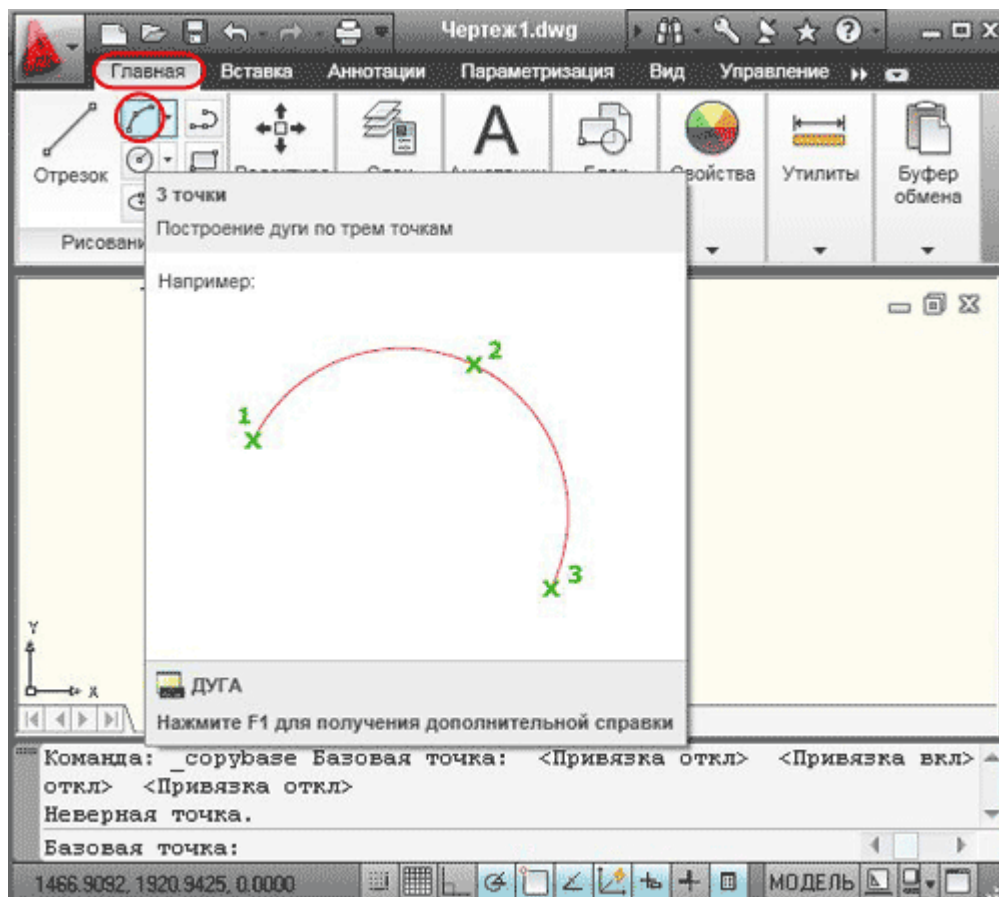 Чертеж1.dwg
Главная Вставка Аннотации Параметризация Вид Управление
Отрезок
Свойства Утилиты Буфер обмена
3 точки
Построение дуги по трем точкам
Например:
1
2
3
Y
X
ДУГА
Нажмите F1 для получения дополнительной справки
Команда: _copybase Базовая точка: <Привязка откл> <Привязка вкл>
откл> <Привязка откл>
Неверная точка.
Базовая точка:
1466.9092, 1920.9425, 0.0000 МОДЕЛЬ